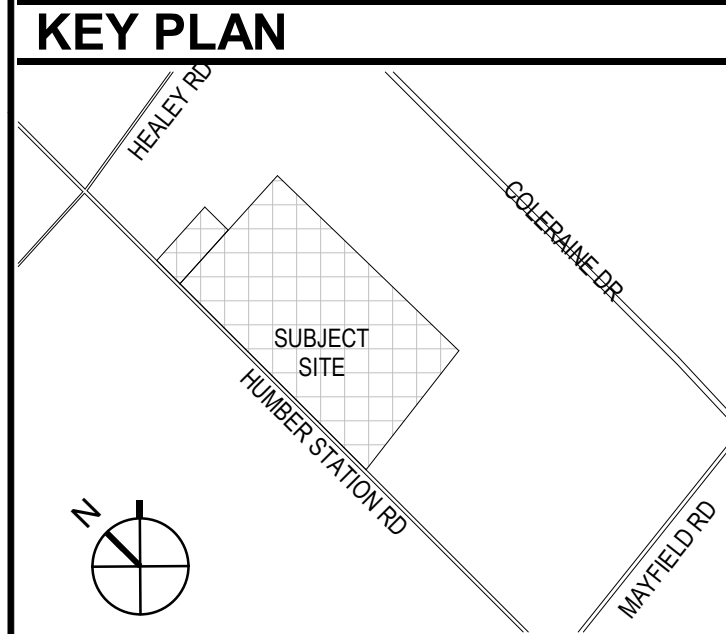 KEY PLAN
HEALEY RD
COLERAINE DR
SUBJECT
SITE
HUMBER STATION RD
N
MAYFIELD RD